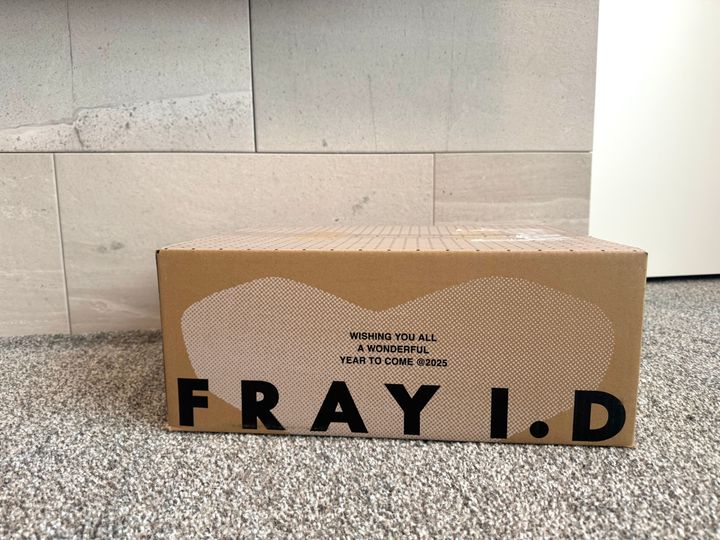 WISHING YOU ALL
A WONDERFUL
YEAR TO COME @2025
FRAY I.D